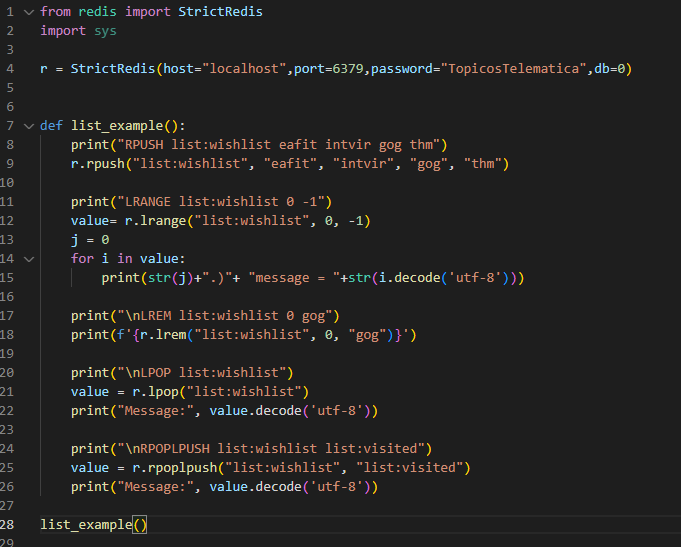 1 from redis import StrictRedis
2 import sys
3
4 r = StrictRedis(host="localhost",port=6379,password="TopicosTelematica",db=0)
5
6
7 def list_example():
8     print("RPUSH list:wishlist eafit intvir gog thm")
9     r.rpush("list:wishlist", "eafit", "intvir", "gog", "thm")
10
11     print("LRANGE list:wishlist 0 -1")
12     value= r.lrange("list:wishlist", 0, -1)
13     j = 0
14     for i in value:
15         print(str(j)+".)"+ "message = "+str(i.decode('utf-8')))
16
17     print("\nLREM list:wishlist 0 gog")
18     print(f'{r.lrem("list:wishlist", 0, "gog")}')
19
20     print("\nLPOP list:wishlist")
21     value = r.lpop("list:wishlist")
22     print("Message:", value.decode('utf-8'))
23
24     print("\nRPOPLPUSH list:wishlist list:visited")
25     value = r.rpoplpush("list:wishlist", "list:visited")
26     print("Message:", value.decode('utf-8'))
27
28 list_example()
29